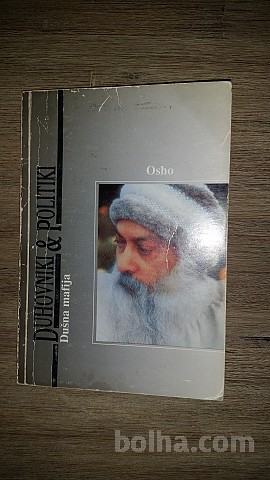 Osho
DUHOVNIKI & POLITIKI
Dušna mafija
bolha.com